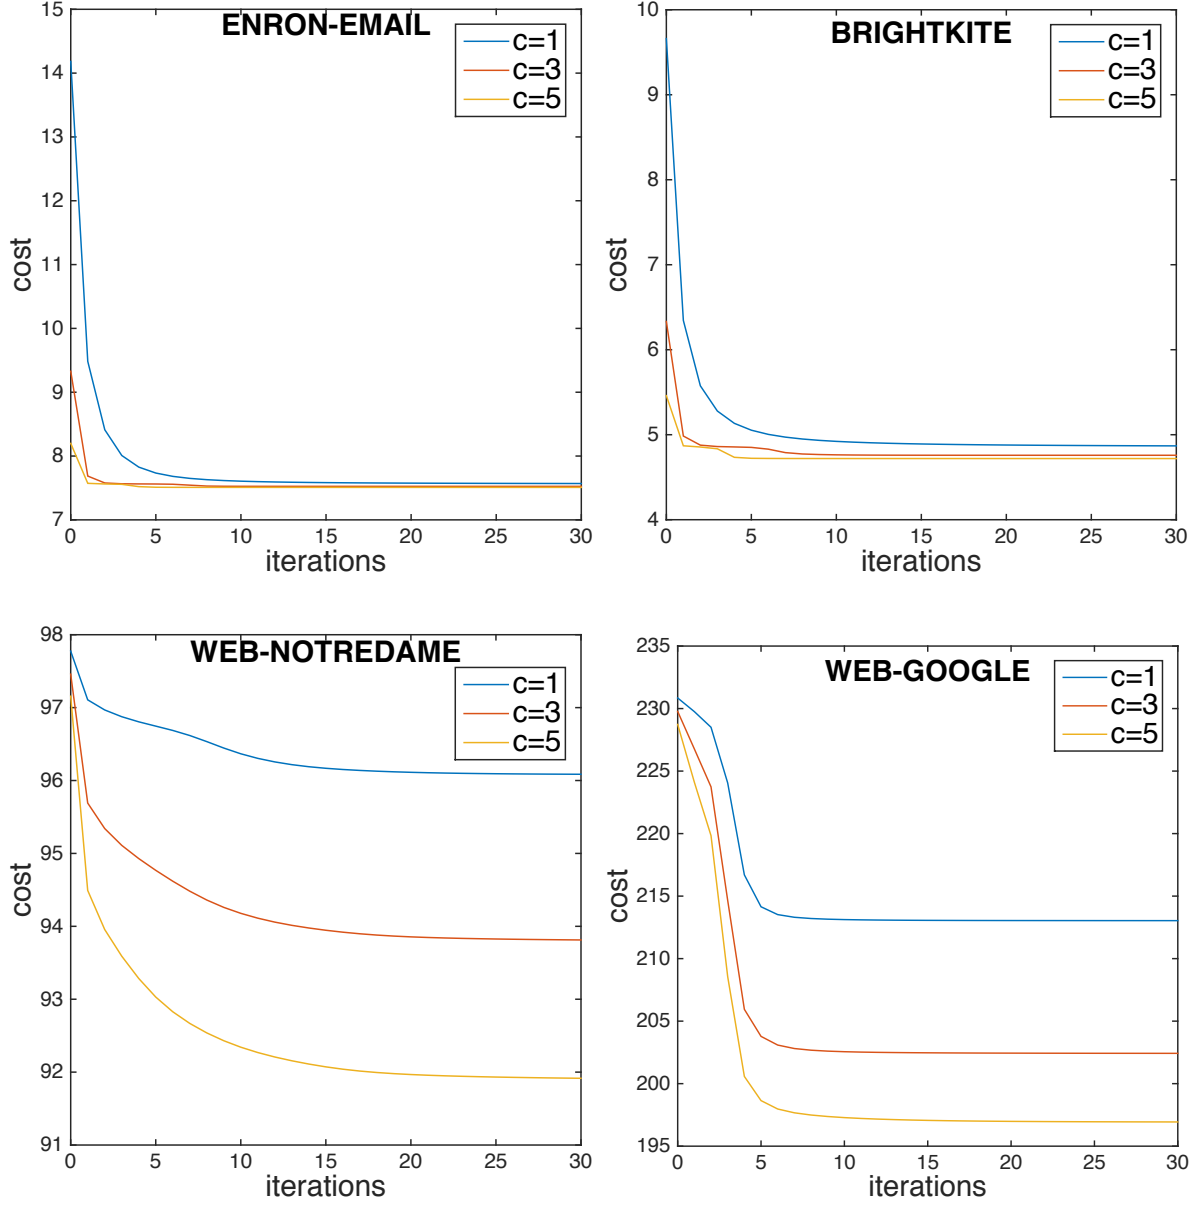 ENRON-EMAIL
c=1
c=3
c=5
15
14
13
12
11
10
9
8
7
cost
0 5 10 15 20 25 30
iterations
BRIGHTKITE
c=1
c=3
c=5
10
9
8
7
6
5
4
cost
0 5 10 15 20 25 30
iterations
WEB-NOTREDAME
c=1
c=3
c=5
98
97
96
95
94
93
92
91
cost
0 5 10 15 20 25 30
iterations
WEB-GOOGLE
c=1
c=3
c=5
235
230
225
220
215
210
205
200
195
cost
0 5 10 15 20 25 30
iterations